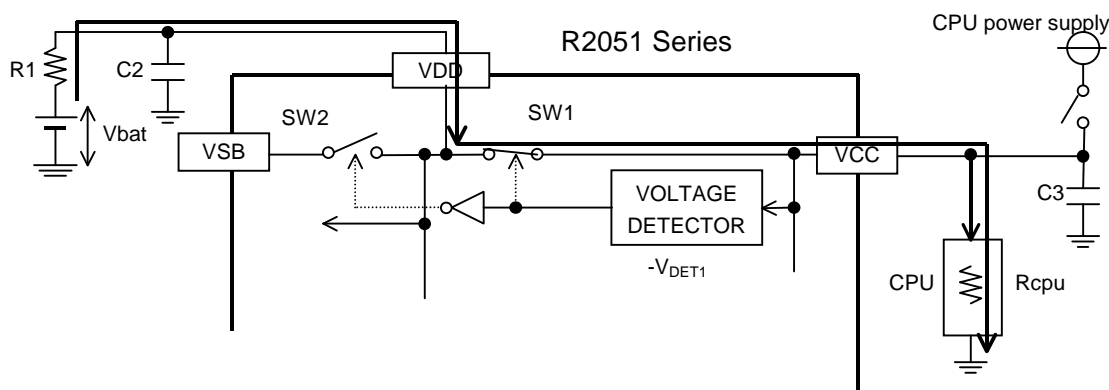 CPU power supply
R2051 Series
R1
C2
VDD
Vbat
SW2
SW1
VSB
VCC
C3
VOLTAGE
DETECTOR
-VDET1
CPU
Rcpu